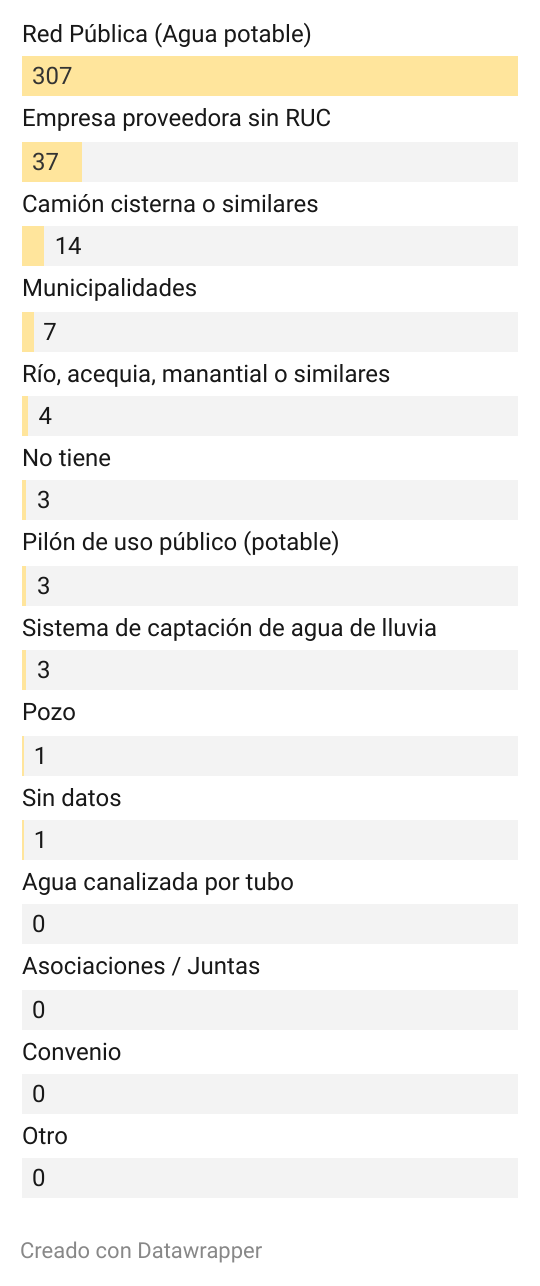 Red Pública (Agua potable)
307
Empresa proveedora sin RUC
37
Camión cisterna o similares
14
Municipalidades
7
Río, acequia, manantial o similares
4
No tiene
3
Pilón de uso público (potable)
3
Sistema de captación de agua de lluvia
3
Pozo
1
Sin datos
1
Agua canalizada por tubo
0
Asociaciones / Juntas
0
Convenio
0
Otro
0
Creado con Datawrapper